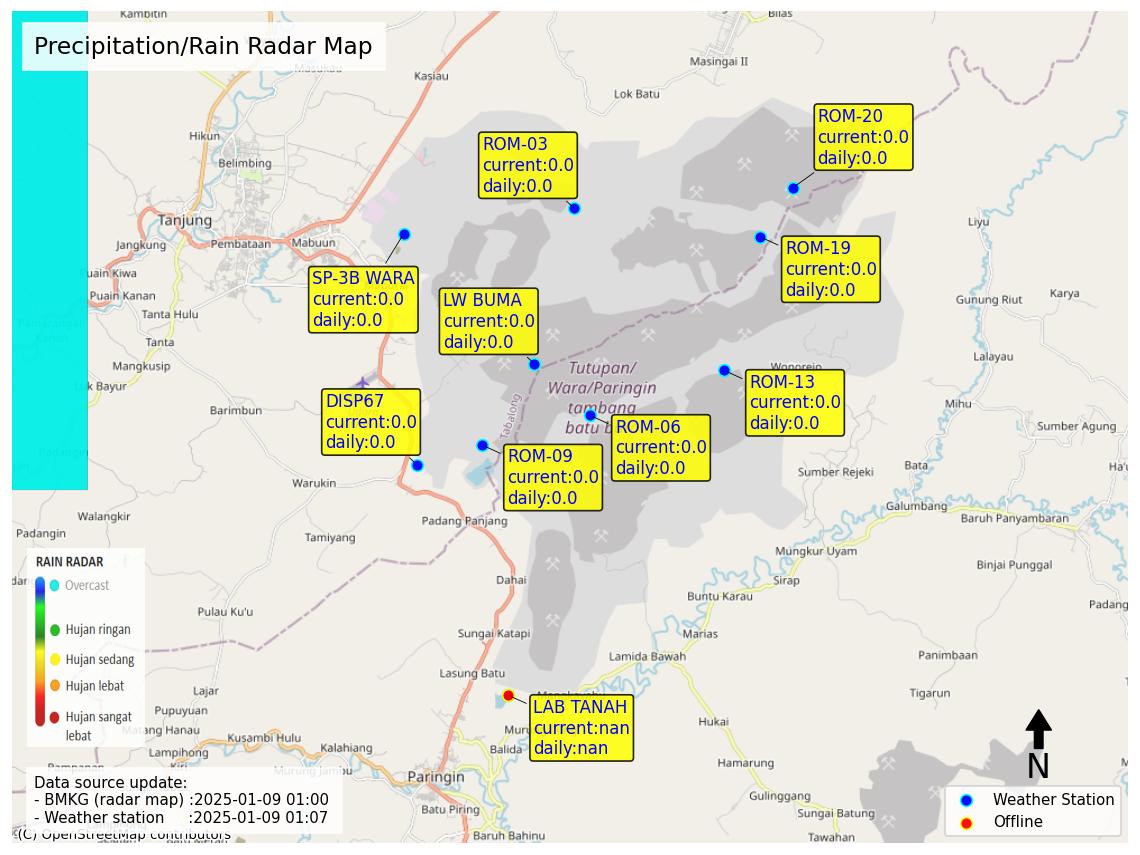 Precipitation/Rain Radar Map
Kambitin
Bilas
Masukau
Kasiau
Masingai II
Lok Batu
Hikun
Belimbing
Tanjung
Jangkung
Pembataan
Mabuun
Puain Kiwa
Puain Kanan
Tanta Hulu
Tanta
Mangkusip
Luk Bayur
Barimbun
Warukin
Liyu
Gunung Riut
Karya
Lalayau
Mihu
Sumber Agung
Wonorejo
Sumber Rejeki
Bata
Galumbang
Baruh Panyambaran
Mungkur Uyam
Sirap
Binjai Punggal
Buntu Karau
Marias
Lamida Bawah
Panimbaan
Tigarun
Hukai
Hamarung
Gulinggang
Sungai Batung
Tawahan
ROM-03
current:0.0
daily:0.0
ROM-20
current:0.0
daily:0.0
SP-3B WARA
current:0.0
daily:0.0
LW BUMA
current:0.0
daily:0.0
ROM-19
current:0.0
daily:0.0
DISP67
current:0.0
daily:0.0
ROM-09
current:0.0
daily:0.0
ROM-06
current:0.0
daily:0.0
ROM-13
current:0.0
daily:0.0
LAB TANAH
current:nan
daily:nan
Tutupan/
Wara/Paringin
tambang
batu
Tabalong
Walangkir
Padangin
Tamiyang
Padang Panjang
Dahai
Pulau Ku'u
Sungai Katapi
Lasung Batu
Lajar
Pupuyuan
Matang Hanau
Kusambi Hulu
Lampihong
Kalahiang
Murung Jambu
Balida
Paringin
Batu Piring
Baruh Bahinu
RAIN RADAR
Overcast
Hujan ringan
Hujan sedang
Hujan lebat
Hujan sangat
lebat
Data source update:
- BMKG (radar map) :2025-01-09 01:00
- Weather station :2025-01-09 01:07
(C) OpenStreetMap contributors
N
Weather Station
Offline